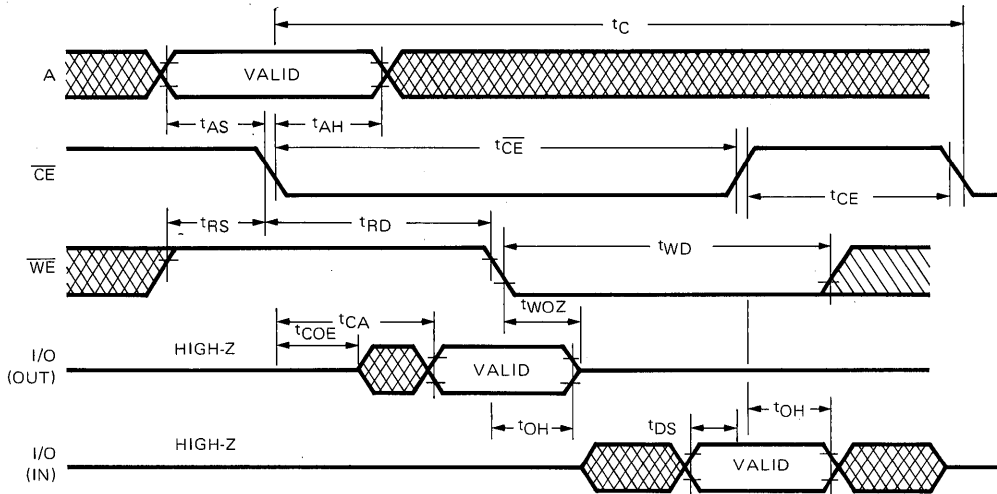 tC
A
VALID
tAS
tAH
tCE
CE
tCE
tRS
tRD
WE
tWD
tWOZ
tCA
tCOE
I/O
(OUT)
HIGH-Z
VALID
tOH
tDS
tOH
I/O
(IN)
HIGH-Z
VALID